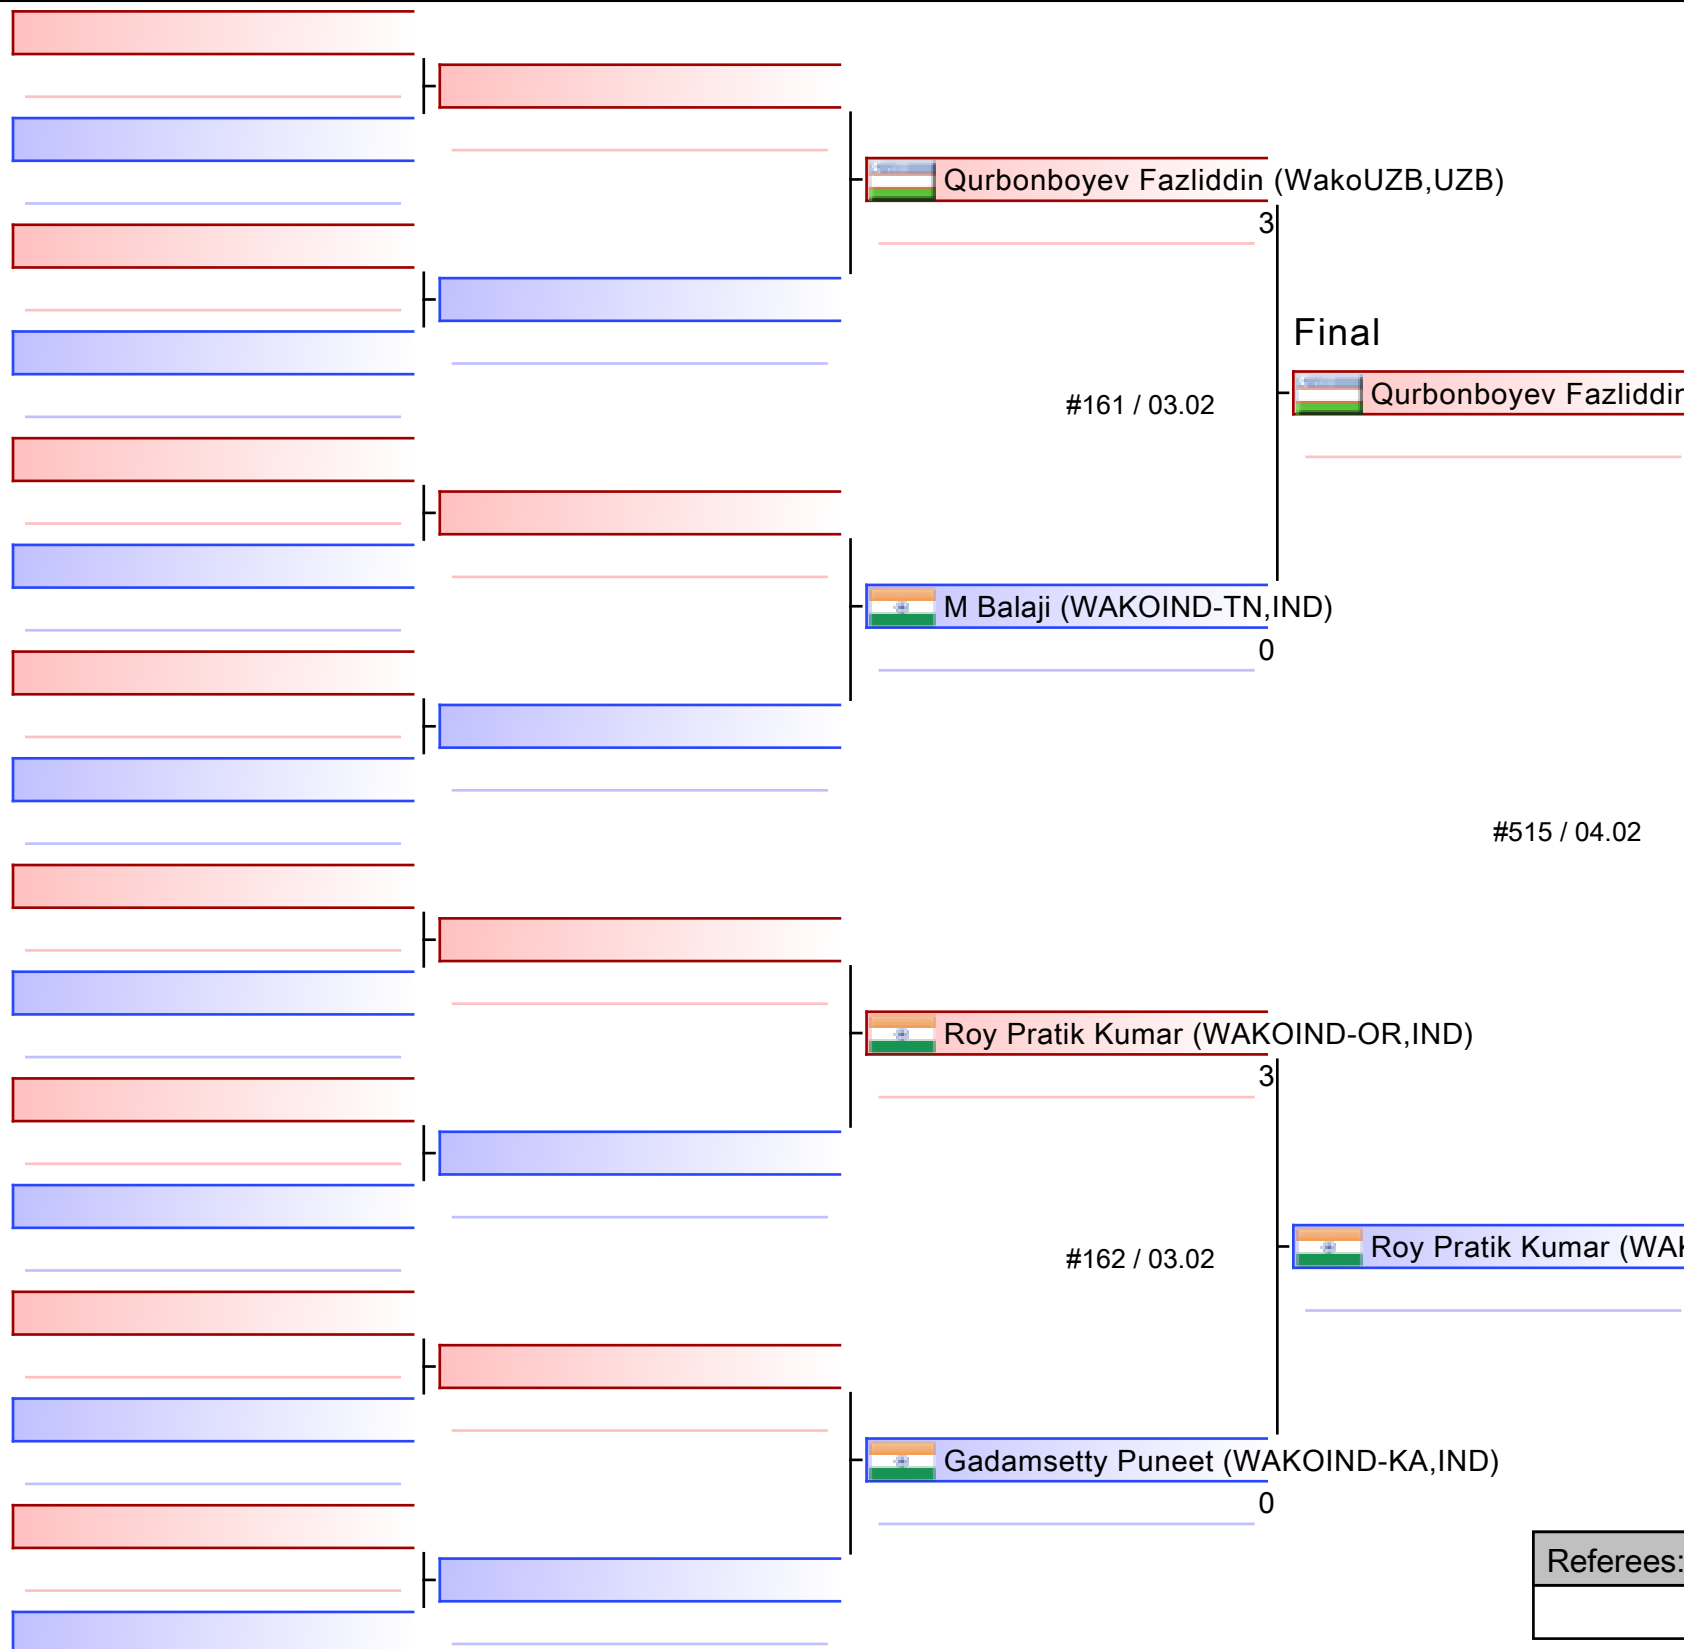 Qurbonboyev Fazliddin (WakoUZB,UZB)
3
Final
Qurbonboyev Fazliddin
#161 / 03.02
M Balaji (WAKOIND-TN,IND)
0
#515 / 04.02
Roy Pratik Kumar (WAKOIND-OR,IND)
3
Roy Pratik Kumar (WAK
#162 / 03.02
Gadamsetty Puneet (WAKOIND-KA,IND)
0
Referees: